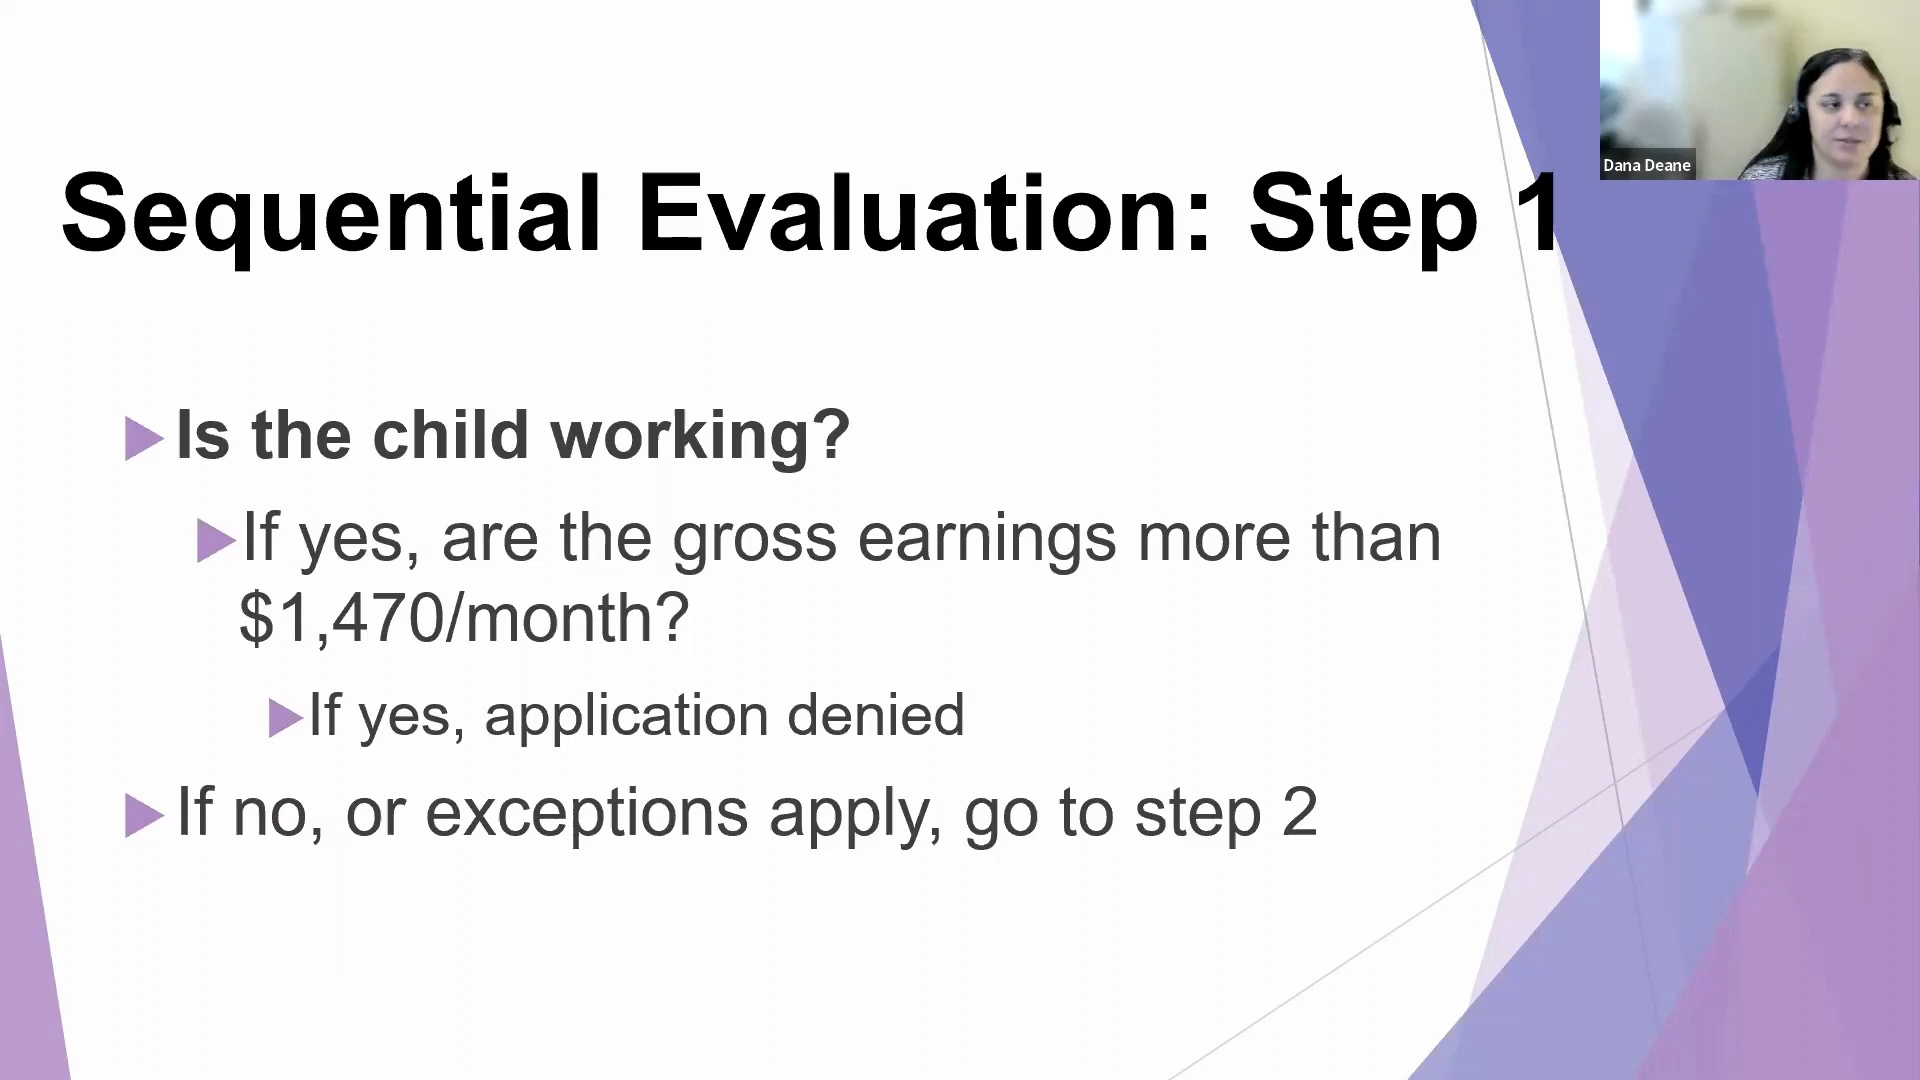 Dana Deane
Sequential Evaluation: Step 1
Is the child working?
If yes, are the gross earnings more than
$1,470/month?
If yes, application denied
If no, or exceptions apply, go to step 2